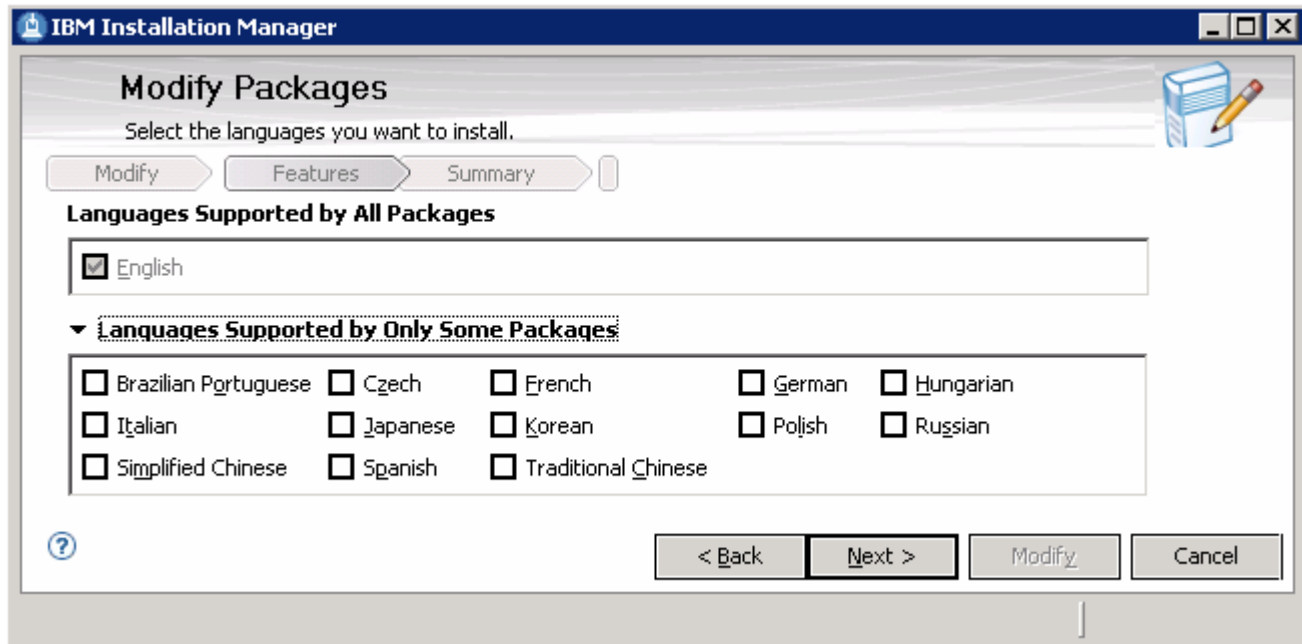 IBM Installation Manager
Modify Packages
Select the languages you want to install.
Modify Features Summary
Languages Supported by All Packages
English
Languages Supported by Only Some Packages
Brazilian Portuguese Czech French German Hungarian
Italian Japanese Korean Polish Russian
Simplified Chinese Spanish Traditional Chinese
? < Back Next > Modify Cancel